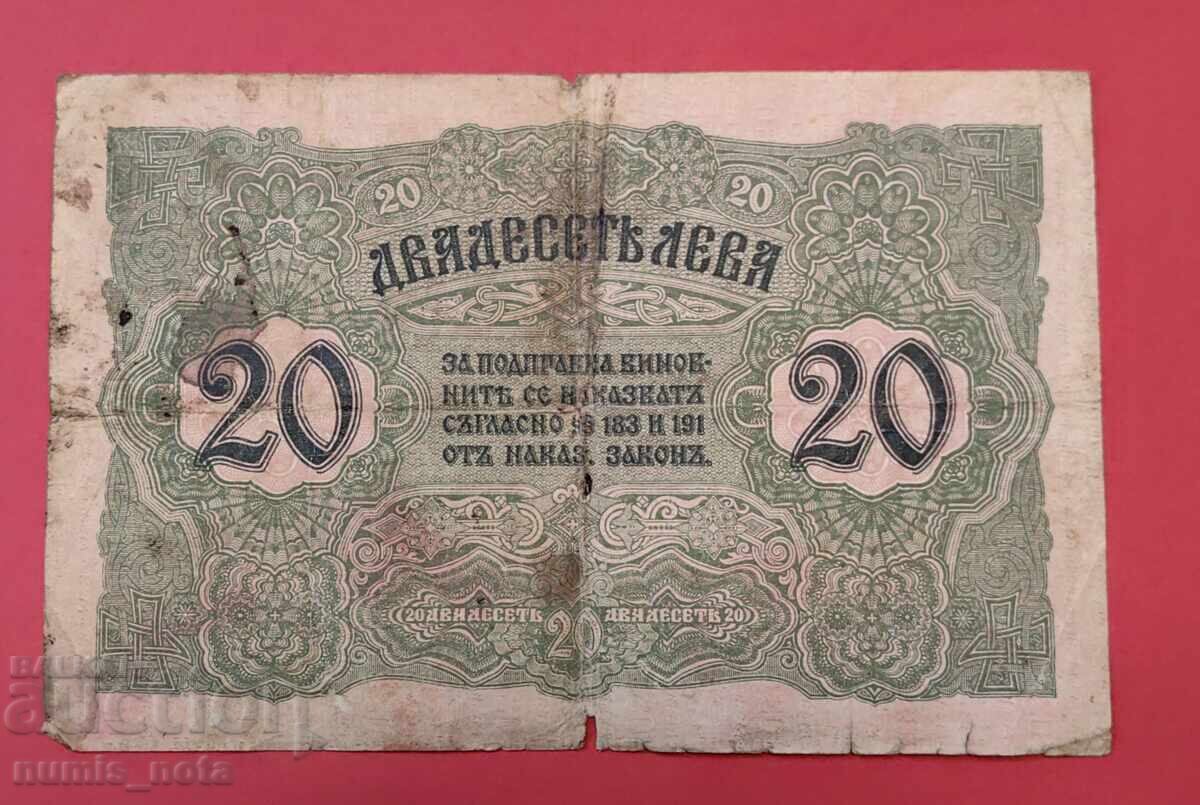 20 20
ДВАДЕСЕТЬ ЛЕВА
20 20
ЗА ПОДПРАВКА ВИНОВ-
НИТѢ СЕ НАКАЗВАТЪ
СЪГЛАСНО §§ 183 И 191
ОТЪ НАКАЗ. ЗАКОНЪ.
20 ДВАДЕСЕТЬ 20 ДВАДЕСЕТЬ 20
auction
numis_nota